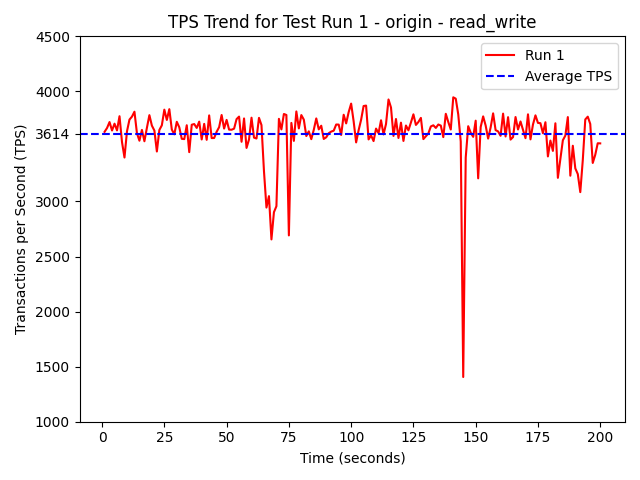 TPS Trend for Test Run 1 - origin - read_write
Run 1
Average TPS
Transactions per Second (TPS)
4500
4000
3614
3000
2500
2000
1500
1000
0 25 50 75 100 125 150 175 200
Time (seconds)